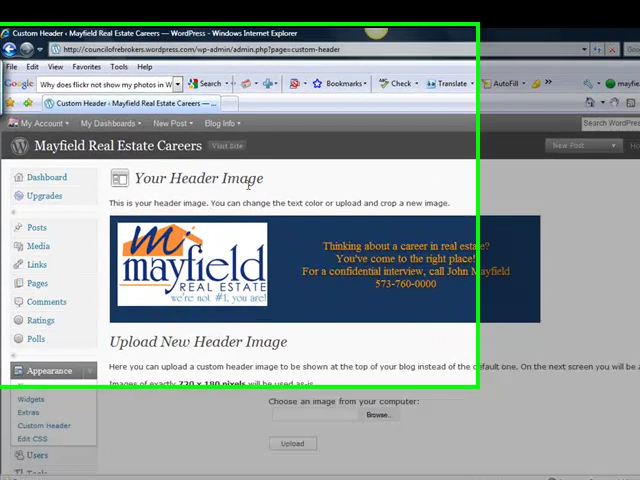 Custom Header ‹ Mayfield Real Estate Careers — WordPress - Windows Internet Explorer
http://councilofrebrokers.wordpress.com/wp-admin/admin.php?page=custom-header
File Edit View Favorites Tools Help
Google Why does flickr not show my photos in W Search Bookmarks Check Translate AutoFill mayfie
Custom Header ‹ Mayfield Real Estate Careers — ...
My Account My Dashboards New Post Blog Info Search WordPress
Mayfield Real Estate Careers Visit Site New Post Ho
Dashboard
Upgrades
Posts
Media
Links
Pages
Comments
Ratings
Polls
Appearance
Widgets
Extras
Custom Header
Edit CSS
Users
Tools
Your Header Image
This is your header image. You can change the text color or upload and crop a new image.
m
mayfield
REAL ESTATE
we're not #1, you are!
Thinking about a career in real estate?
You've come to the right place!
For a confidential interview, call John Mayfield
573-760-0000
Upload New Header Image
Here you can upload a custom header image to be shown at the top of your blog instead of the default one. On the next screen you will be a
Images of exactly 770 x 180 pixels will be used as-is.
Choose an image from your computer:
Browse...
Upload